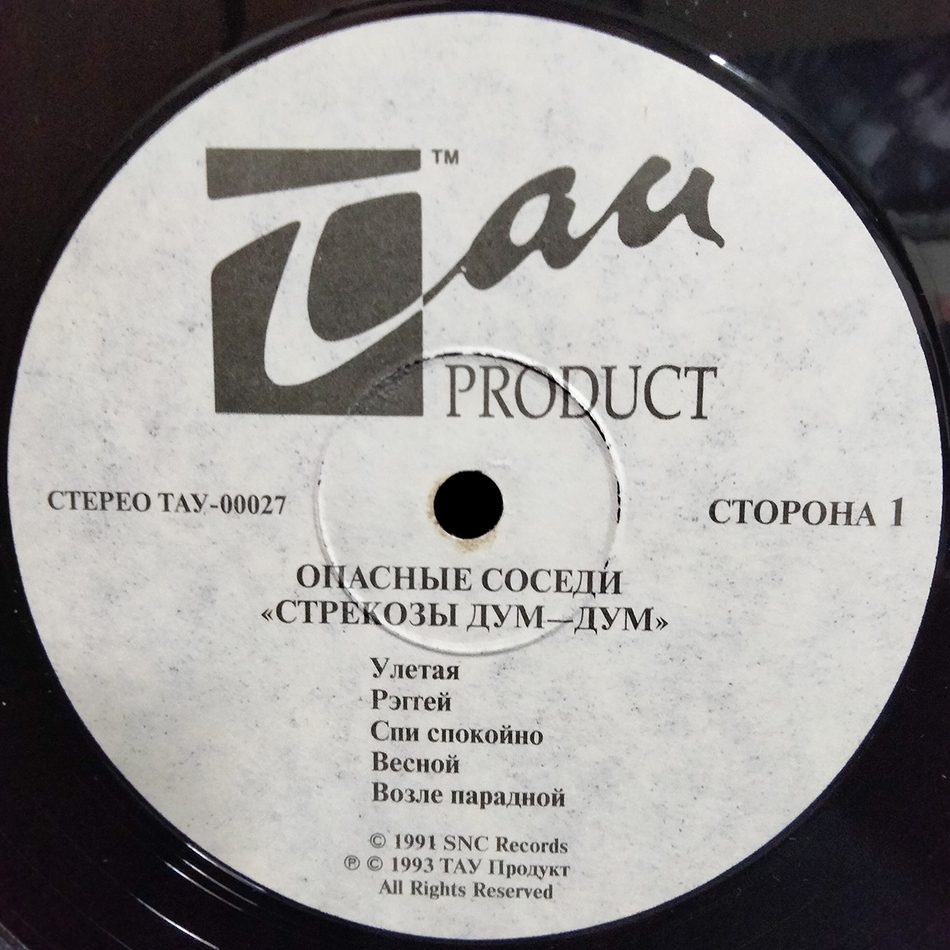 Тау™
PRODUCT
СТЕРЕО ТАУ-00027
СТОРОНА 1
ОПАСНЫЕ СОСЕДИ
«СТРЕКОЗЫ ДУМ—ДУМ»
Улетая
Рэггей
Спи спокойно
Весной
Возле парадной
© 1991 SNC Records
℗ © 1993 ТАУ Продукт
All Rights Reserved